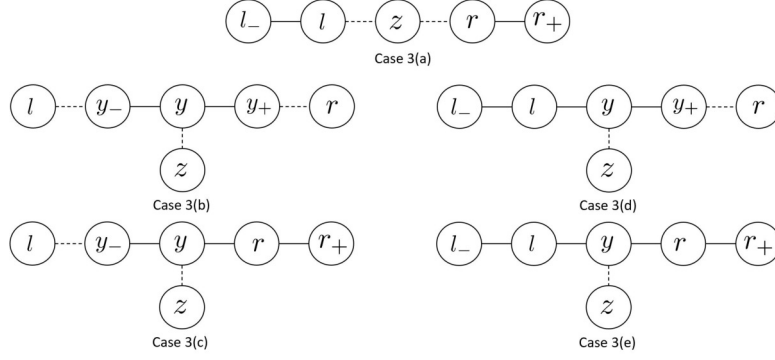 l₋ l z r r₊
Case 3(a)
l y₋ y y₊ r
z
Case 3(b)
l₋ l y y₊ r
z
Case 3(d)
l y₋ y r r₊
z
Case 3(c)
l₋ l y r r₊
z
Case 3(e)